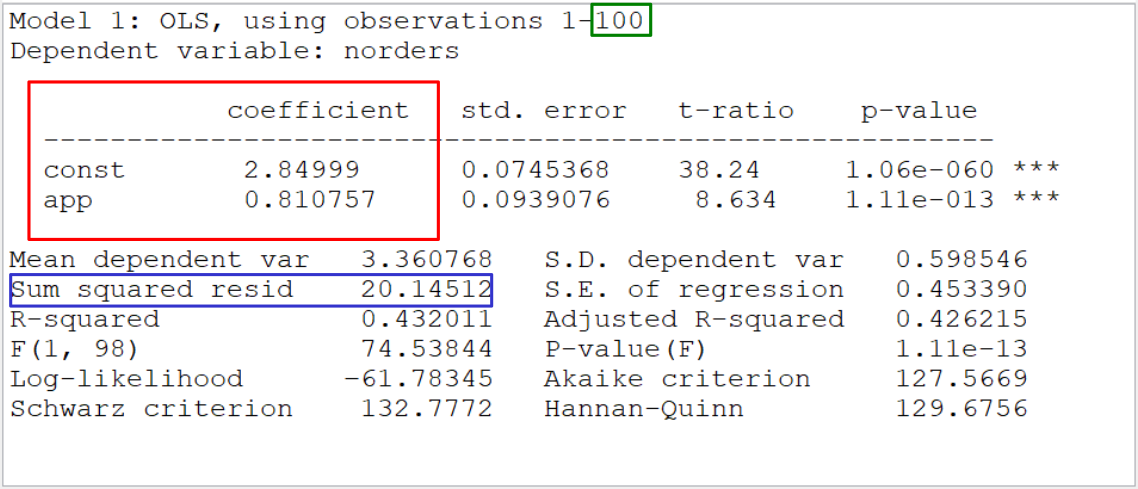 Model 1: OLS, using observations 1-100
Dependent variable: norders
coefficient std. error t-ratio p-value
---------------------------------------------------------
const 2.84999 0.0745368 38.24 1.06e-060 ***
app 0.810757 0.0939076 8.634 1.11e-013 ***
Mean dependent var 3.360768 S.D. dependent var 0.598546
Sum squared resid 20.14512 S.E. of regression 0.453390
R-squared 0.432011 Adjusted R-squared 0.426215
F(1, 98) 74.53844 P-value(F) 1.11e-13
Log-likelihood -61.78345 Akaike criterion 127.5669
Schwarz criterion 132.7772 Hannan-Quinn 129.6756